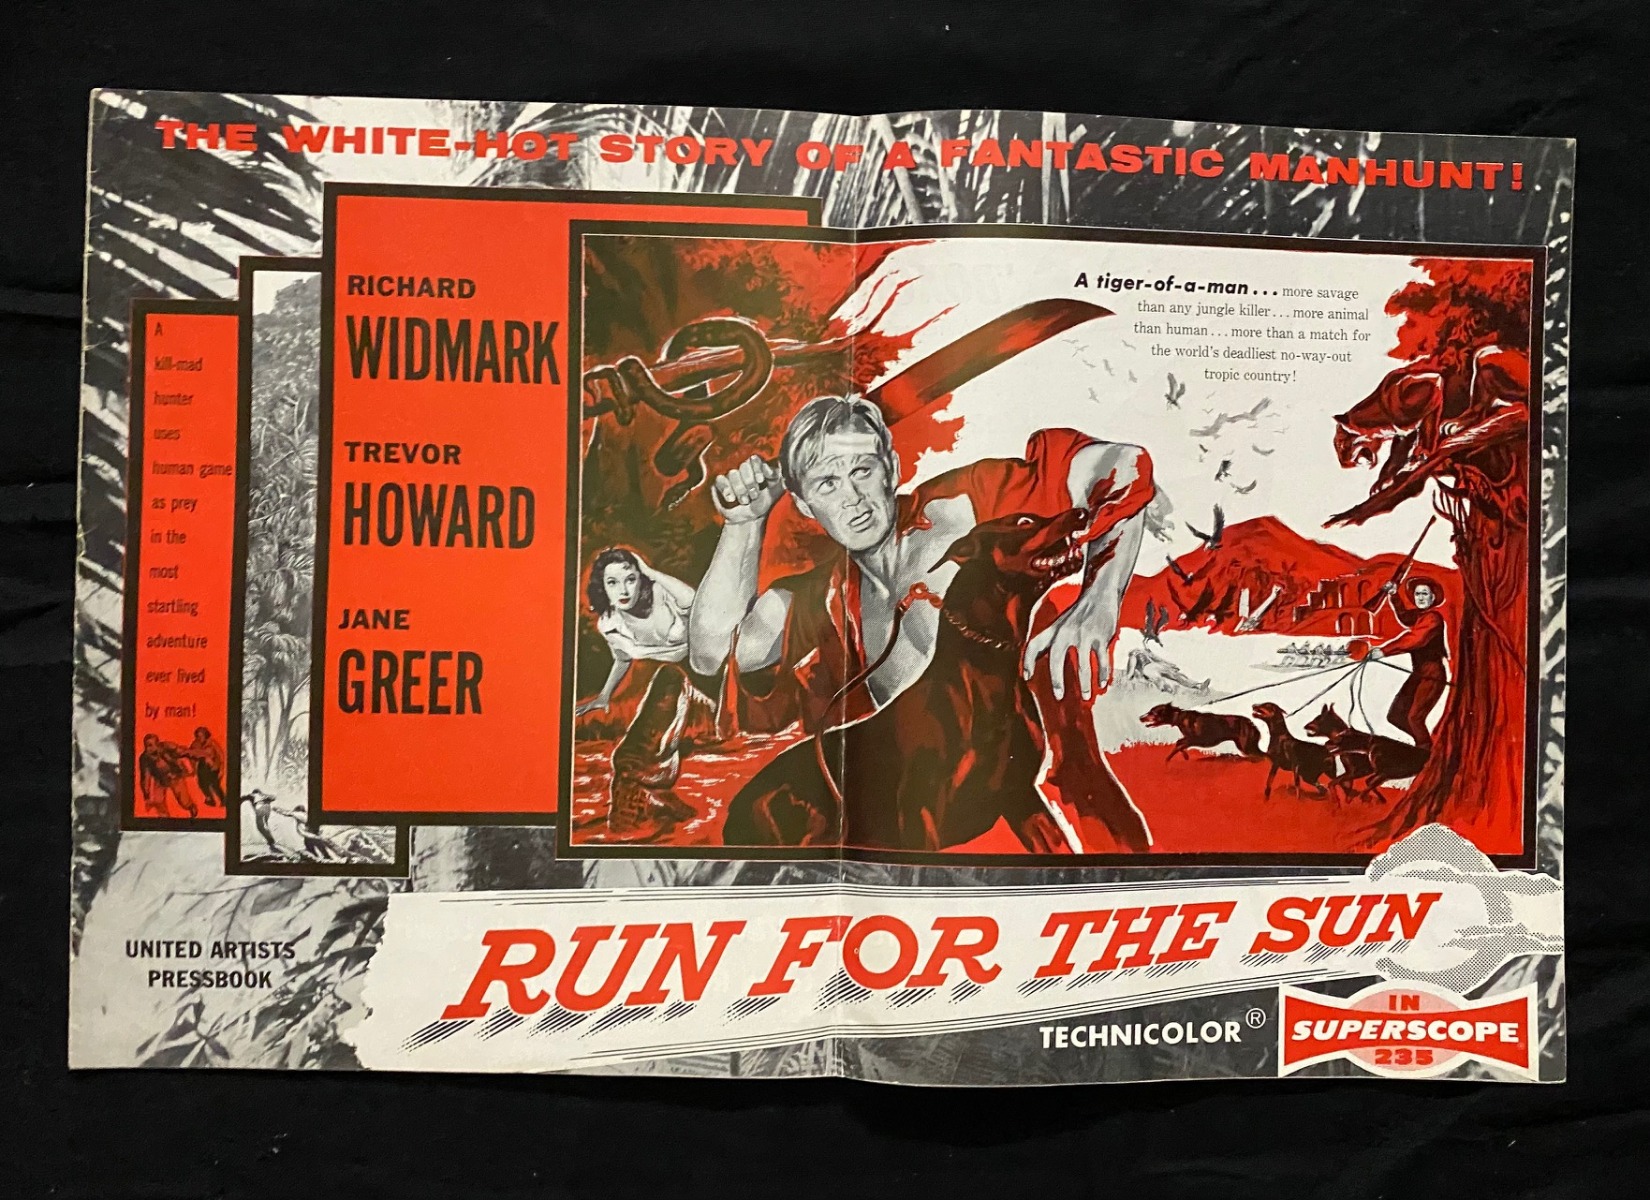 THE WHITE-HOT STORY OF A FANTASTIC MANHUNT!
A
kill-mad
hunter
uses
human game
as prey
in the
most
startling
adventure
ever lived
by man!
RICHARD
WIDMARK
TREVOR
HOWARD
JANE
GREER
A tiger-of-a-man... more savage
than any jungle killer... more animal
than human... more than a match for
the world's deadliest no-way-out
tropic country!
UNITED ARTISTS
PRESSBOOK
RUN FOR THE SUN
TECHNICOLOR®
IN
SUPERSCOPE
235